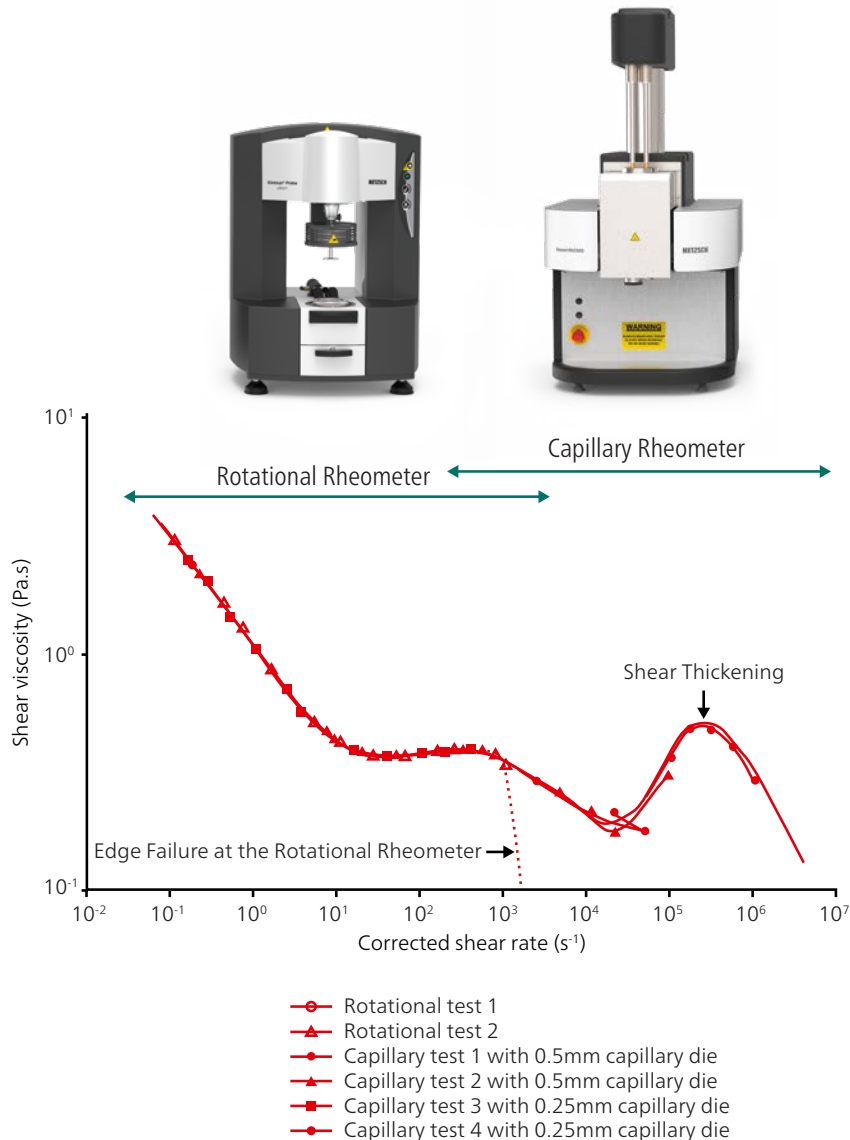 NETZSCH
NETZSCH
WARNING
Capillary Rheometer
Rotational Rheometer
10¹
10⁰
10⁻¹
Shear viscosity (Pa.s)
Shear Thickening
Edge Failure at the Rotational Rheometer
10⁻² 10⁻¹ 10⁰ 10¹ 10² 10³ 10⁴ 10⁵ 10⁶ 10⁷
Corrected shear rate (s⁻¹)
Rotational test 1
Rotational test 2
Capillary test 1 with 0.5mm capillary die
Capillary test 2 with 0.5mm capillary die
Capillary test 3 with 0.25mm capillary die
Capillary test 4 with 0.25mm capillary die